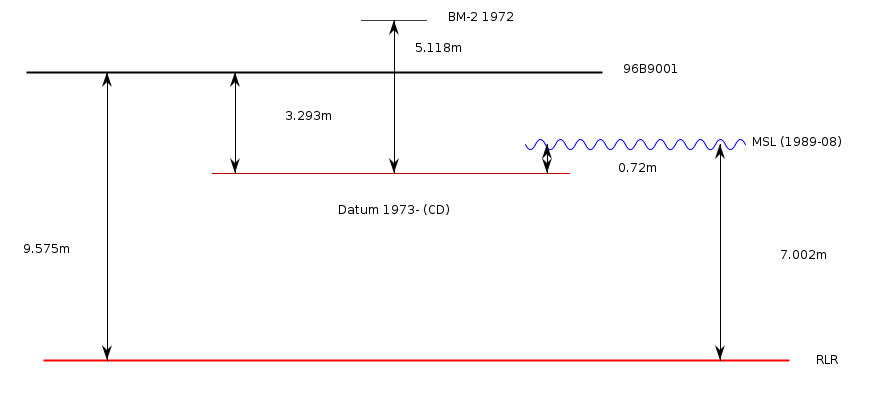 BM-2 1972
5.118m
96B9001
3.293m
MSL (1989-08)
0.72m
Datum 1973- (CD)
9.575m
7.002m
RLR